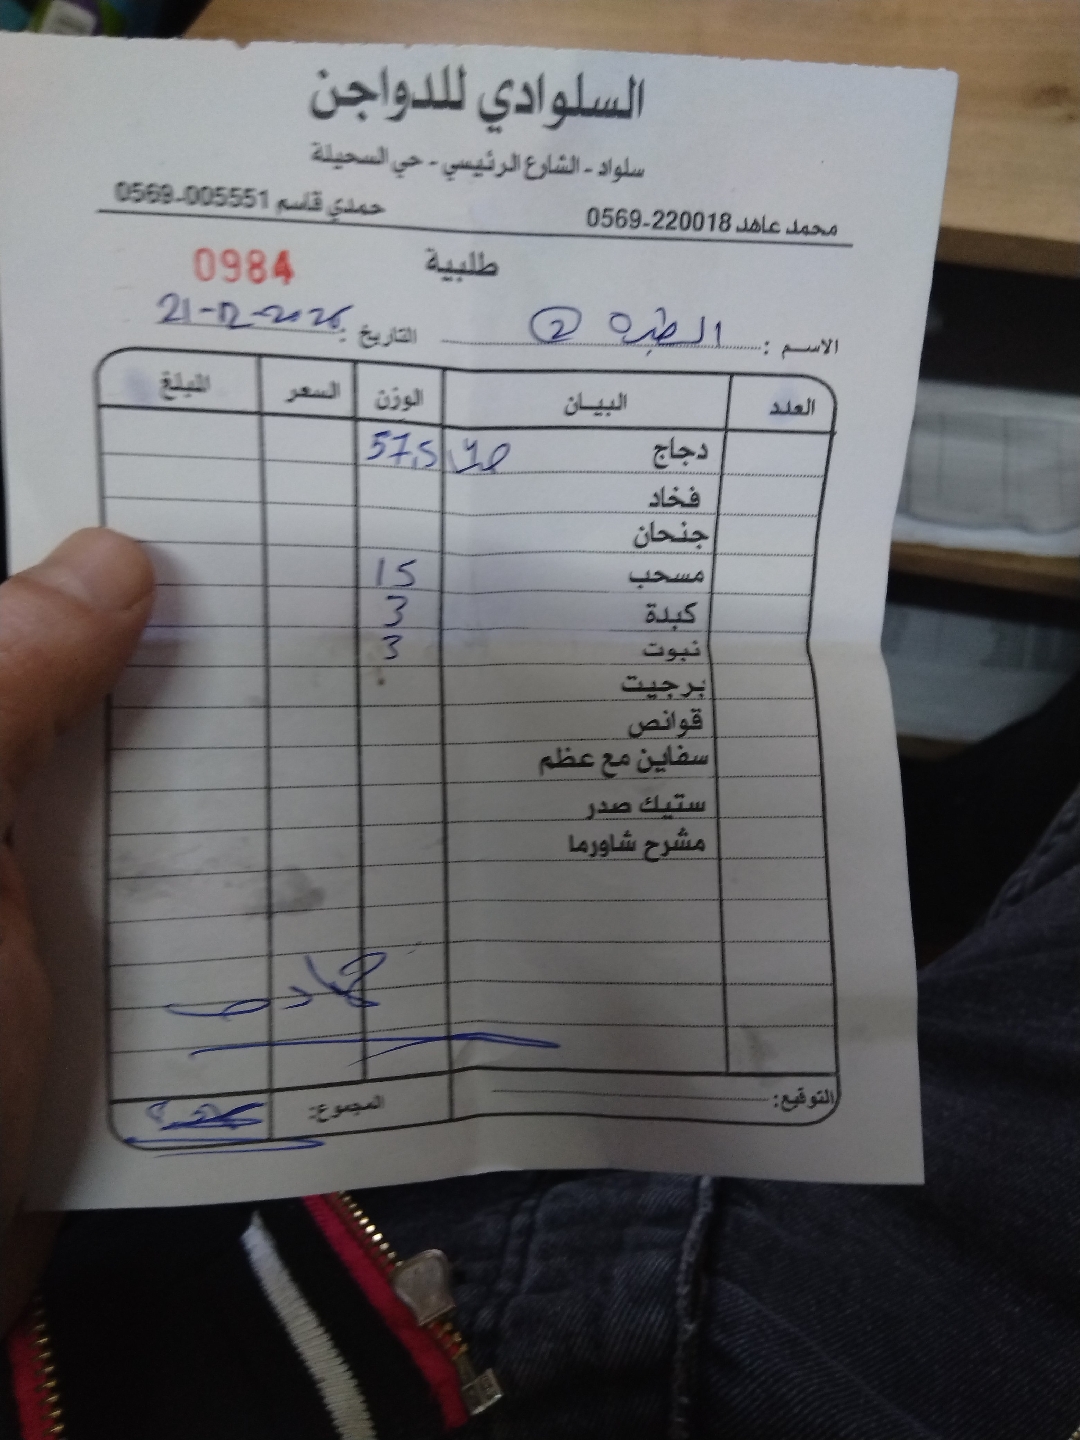 السلوادي للدواجن
سلواد - الشارع الرئيسي - حي السحيلة
محمد عاهد 0569-220018 حمدي قاسم 0569-005551
طلبية 0984
الاسم: 2 التاريخ: 21-12-2026
العدد البيـان الوزن السعر المبلغ
دجاج 57,5
فخاد
جنحان
مسحب 15
كبدة 3
نبوت 3
برجيت
قوانص
سفاين مع عظم
ستيك صدر
مشرح شاورما
التوقيع: المجموع: